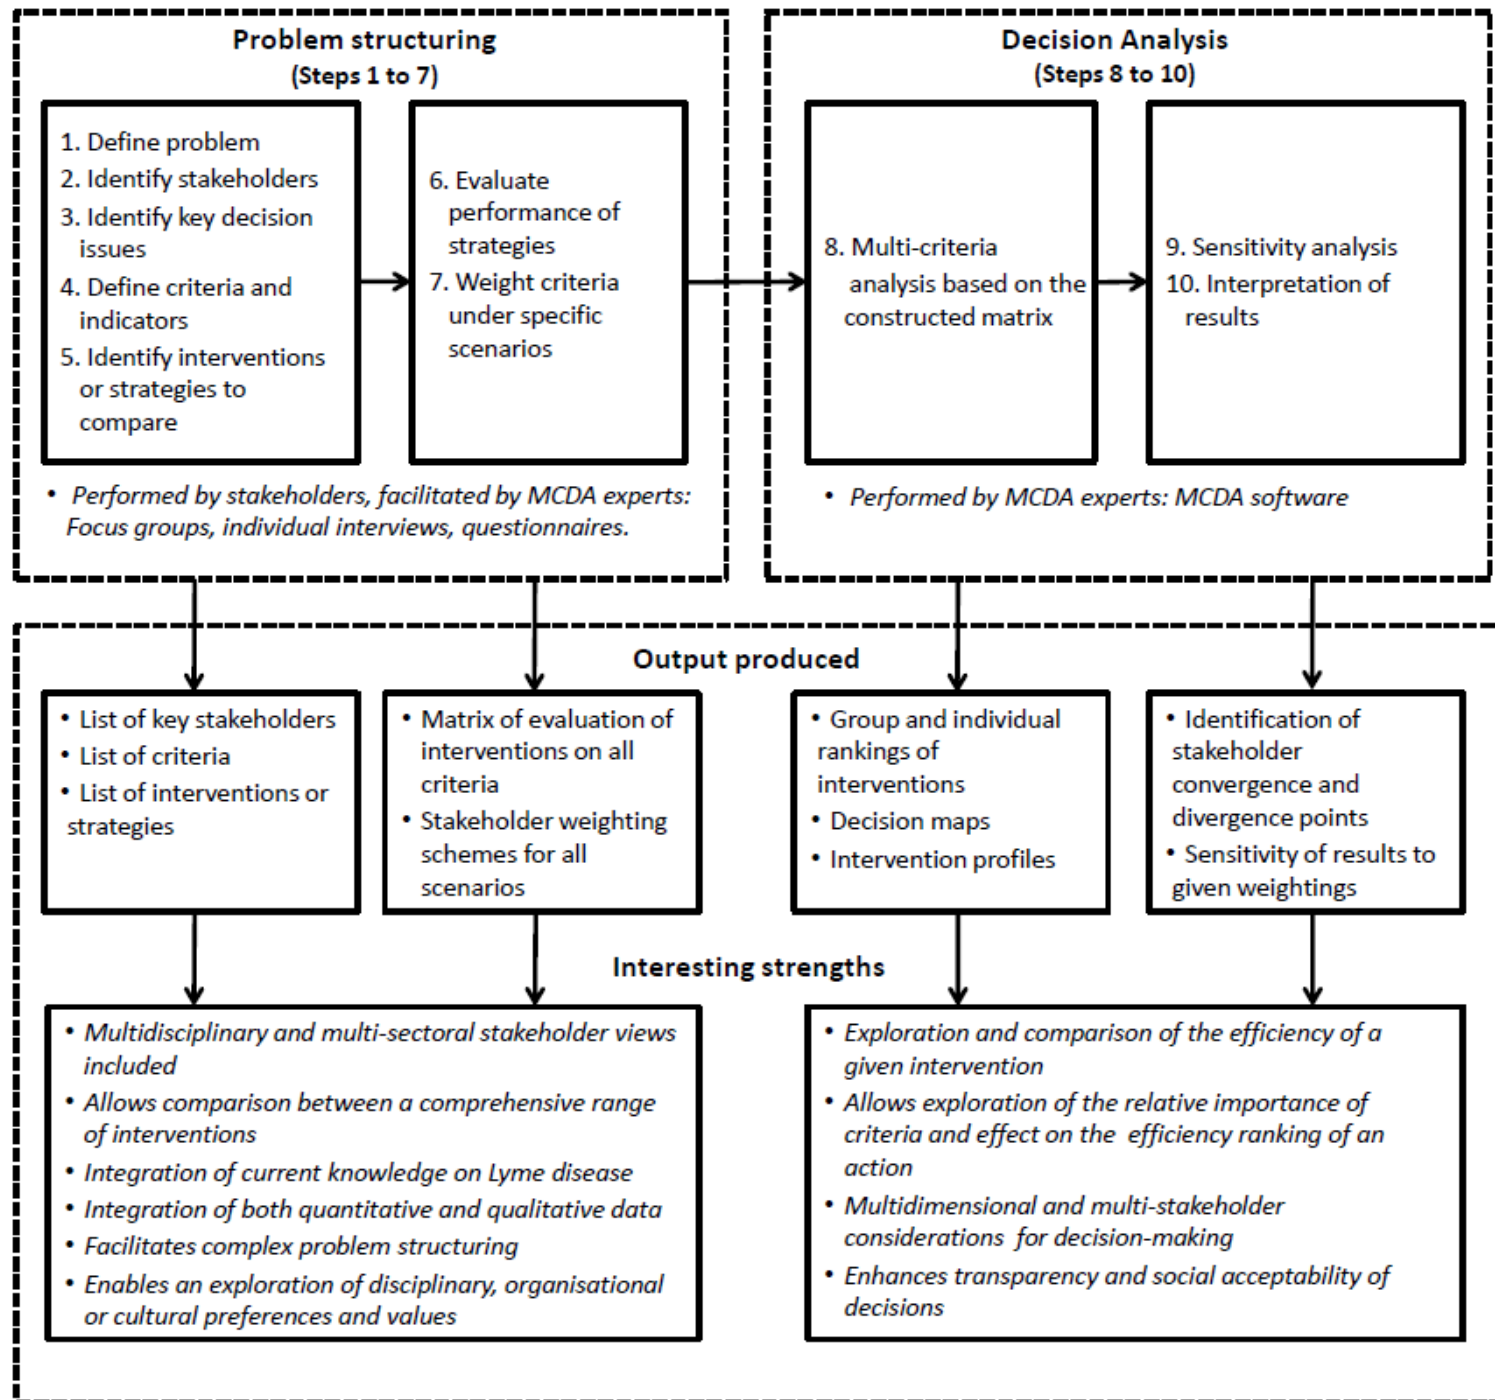 Problem structuring
(Steps 1 to 7)
1. Define problem
2. Identify stakeholders
3. Identify key decision
issues
4. Define criteria and
indicators
5. Identify interventions
or strategies to
compare
6. Evaluate
performance of
strategies
7. Weight criteria
under specific
scenarios
• Performed by stakeholders, facilitated by MCDA experts:
Focus groups, individual interviews, questionnaires.
Decision Analysis
(Steps 8 to 10)
8. Multi-criteria
analysis based on the
constructed matrix
9. Sensitivity analysis
10. Interpretation of
results
• Performed by MCDA experts: MCDA software
Output produced
• List of key stakeholders
• List of criteria
• List of interventions or
strategies
• Matrix of evaluation of
interventions on all
criteria
• Stakeholder weighting
schemes for all
scenarios
• Group and individual
rankings of
interventions
• Decision maps
• Intervention profiles
• Identification of
stakeholder
convergence and
divergence points
• Sensitivity of results to
given weightings
Interesting strengths
• Multidisciplinary and multi-sectoral stakeholder views
included
• Allows comparison between a comprehensive range
of interventions
• Integration of current knowledge on Lyme disease
• Integration of both quantitative and qualitative data
• Facilitates complex problem structuring
• Enables an exploration of disciplinary, organisational
or cultural preferences and values
• Exploration and comparison of the efficiency of a
given intervention
• Allows exploration of the relative importance of
criteria and effect on the efficiency ranking of an
action
• Multidimensional and multi-stakeholder
considerations for decision-making
• Enhances transparency and social acceptability of
decisions